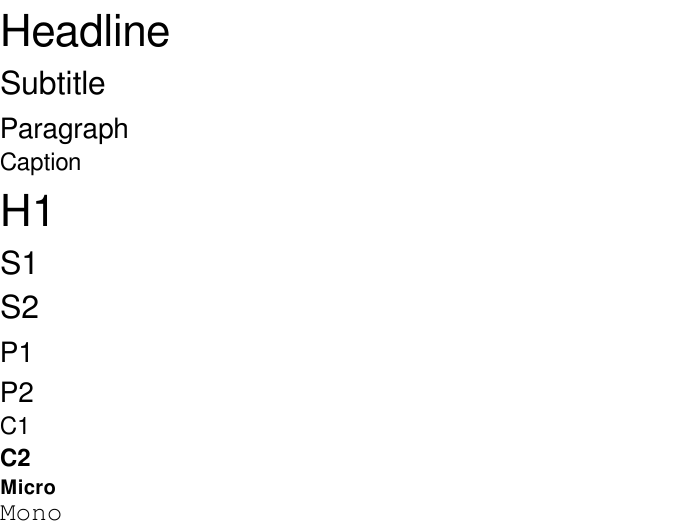 Headline
Subtitle
Paragraph
Caption
H1
S1
S2
P1
P2
C1
C2
Micro
Mono